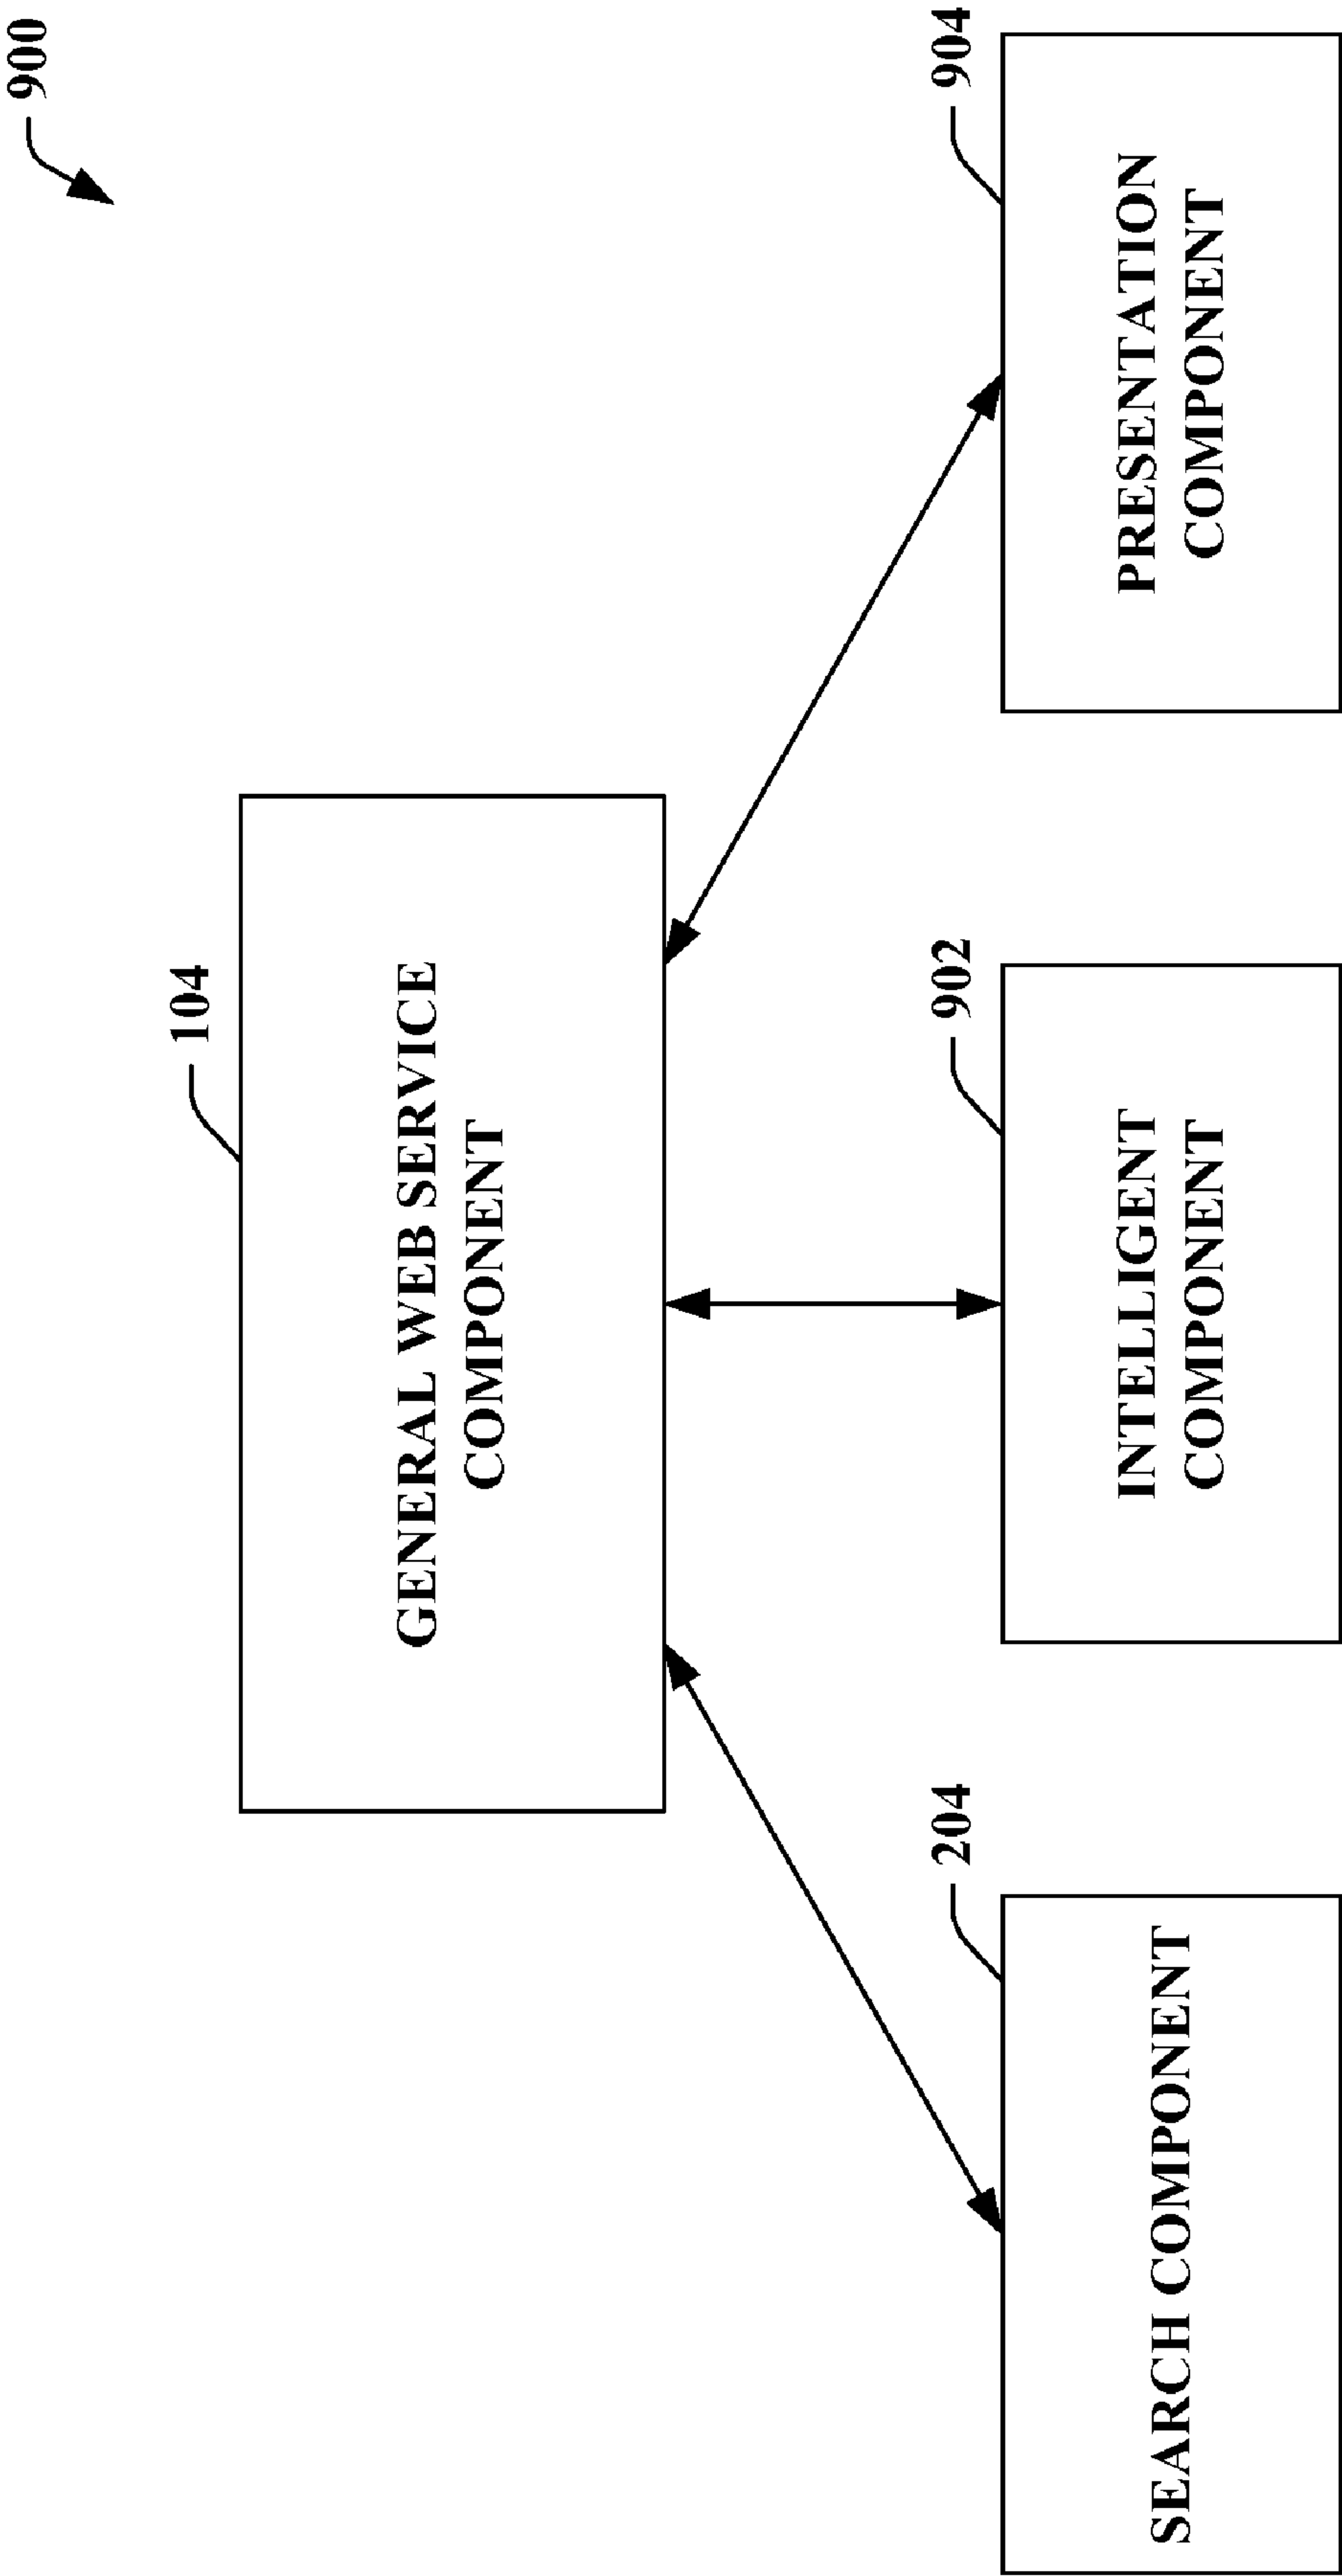 900
104
GENERAL WEB SERVICE
COMPONENT
204
902
904
SEARCH COMPONENT
INTELLIGENT
COMPONENT
PRESENTATION
COMPONENT